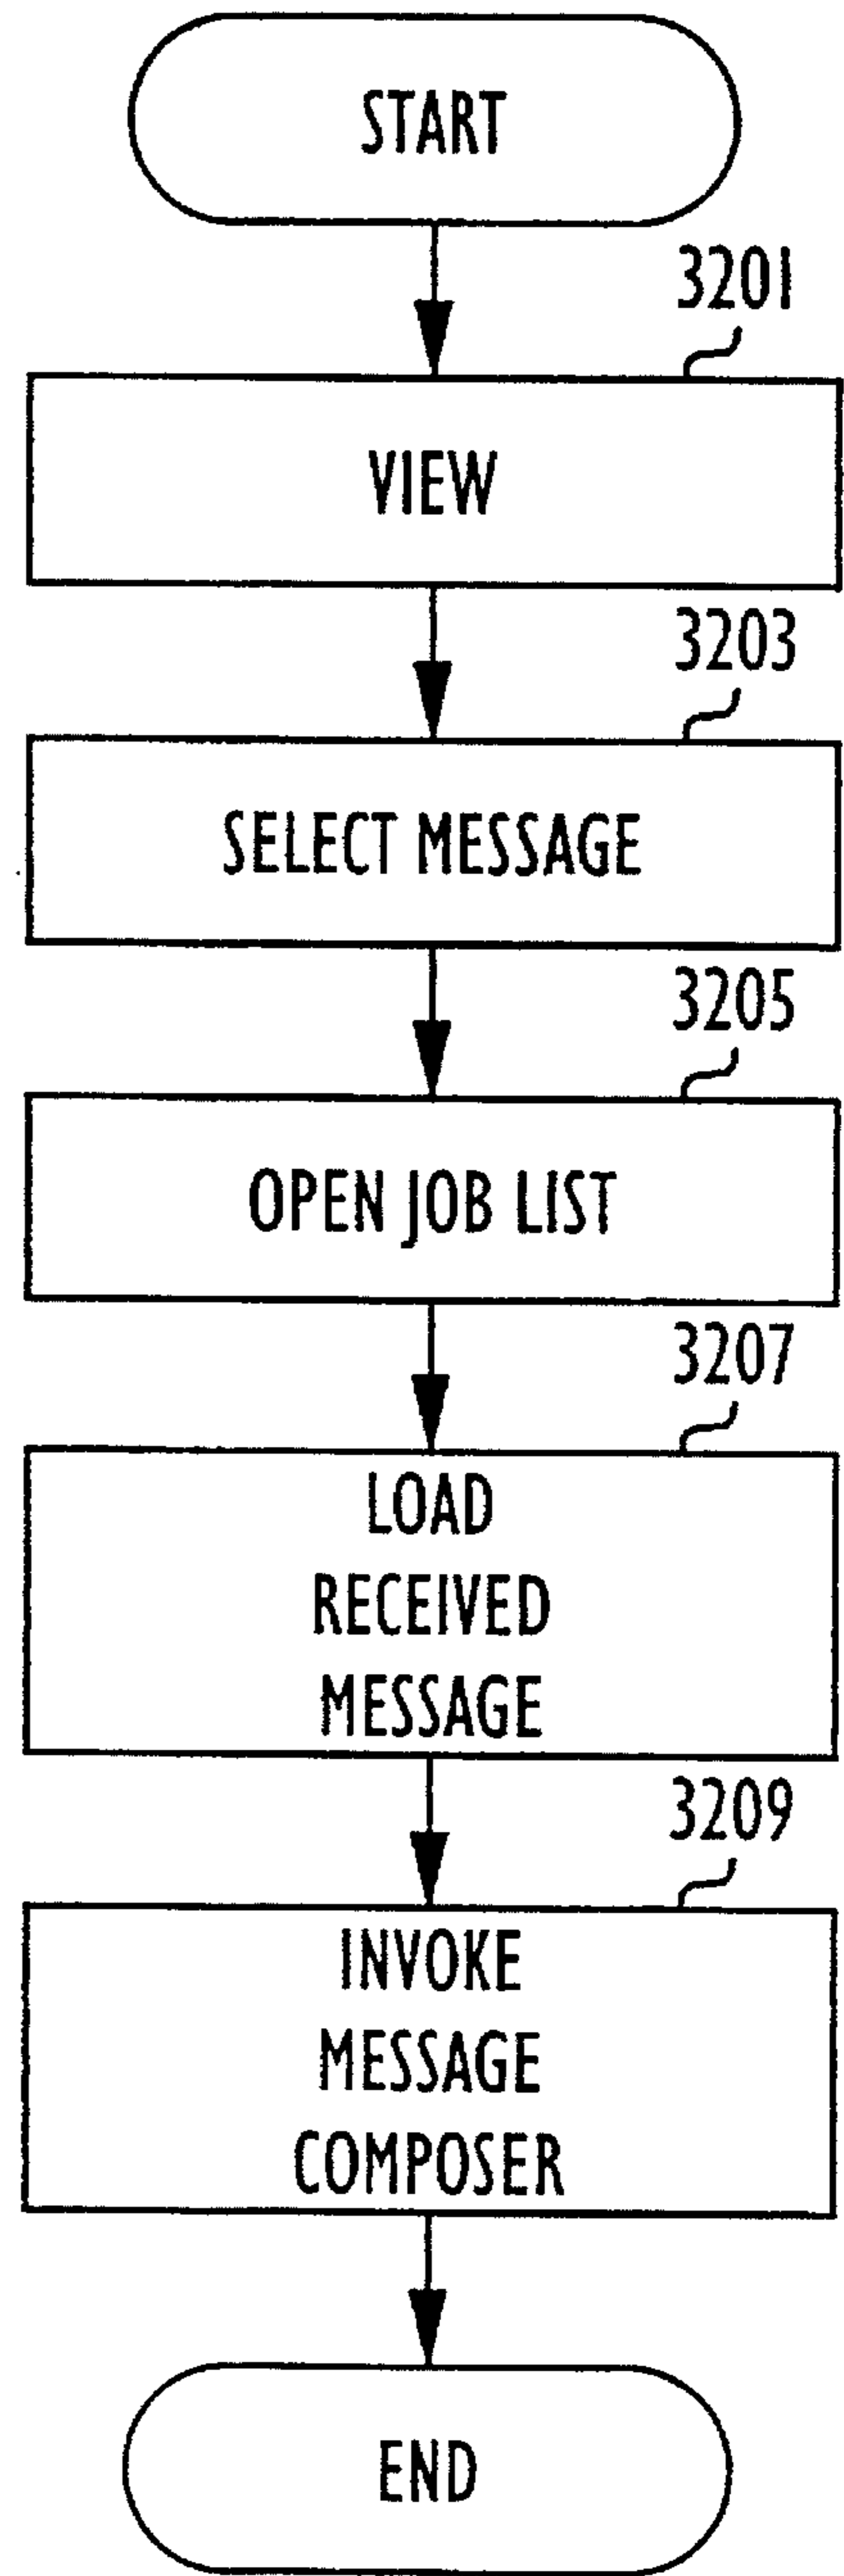 START
3201
VIEW
3203
SELECT MESSAGE
3205
OPEN JOB LIST
3207
LOAD
RECEIVED
MESSAGE
3209
INVOKE
MESSAGE
COMPOSER
END